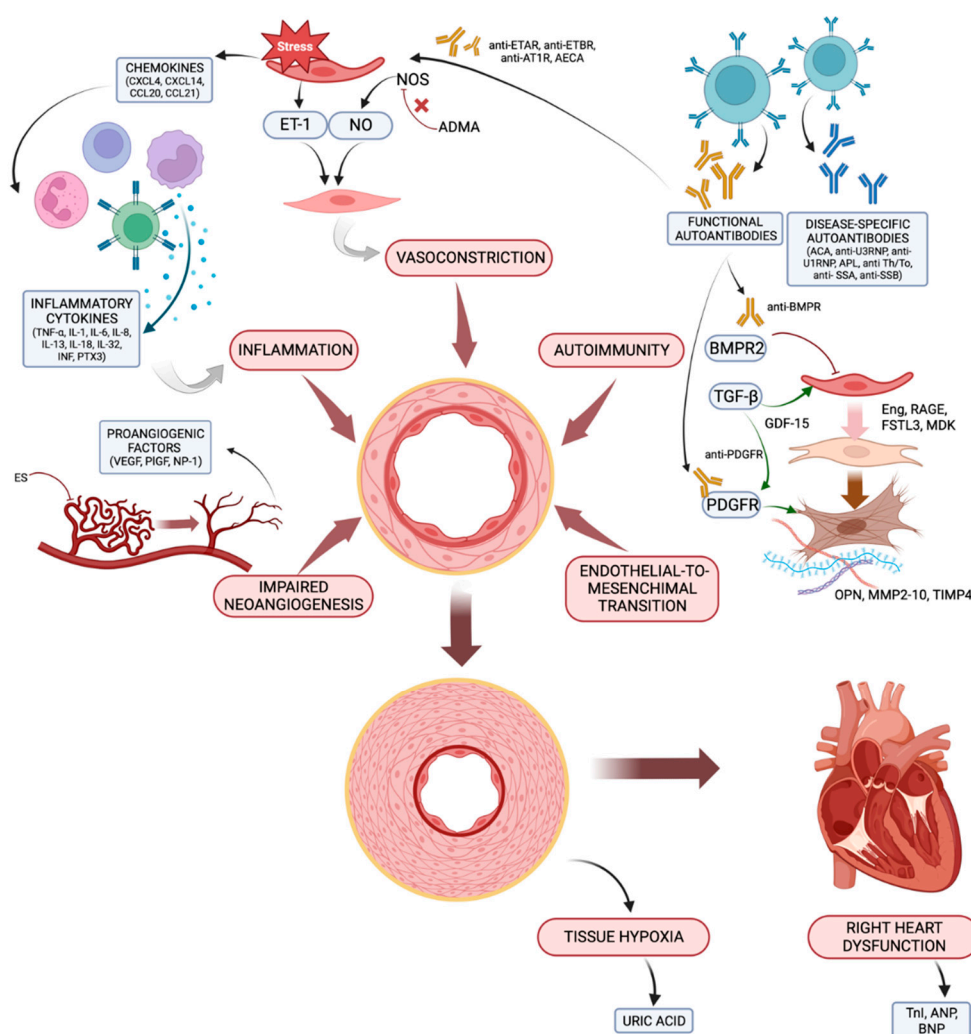 Stress
anti-ETAR, anti-ETBR,
anti-AT1R, AECA
CHEMOKINES
(CXCL4, CXCL14,
CCL20, CCL21)
NOS
ET-1
NO
ADMA
FUNCTIONAL
AUTOANTIBODIES
DISEASE-SPECIFIC
AUTOANTIBODIES
(ACA, anti-U3RNP, anti-
U1RNP, APL, anti Th/To,
anti- SSA, anti-SSB)
VASOCONSTRICTION
INFLAMMATORY
CYTOKINES
(TNF-α, IL-1, IL-6, IL-8,
IL-13, IL-18, IL-32,
INF, PTX3)
INFLAMMATION
AUTOIMMUNITY
anti-BMPR
BMPR2
TGF-β
GDF-15
Eng, RAGE,
FSTL3, MDK
PROANGIOGENIC
FACTORS
(VEGF, PIGF, NP-1)
ES
anti-PDGFR
PDGFR
IMPAIRED
NEOANGIOGENESIS
ENDOTHELIAL-TO-
MESENCHIMAL
TRANSITION
OPN, MMP2-10, TIMP4
TISSUE HYPOXIA
RIGHT HEART
DYSFUNCTION
URIC ACID
TnI, ANP,
BNP